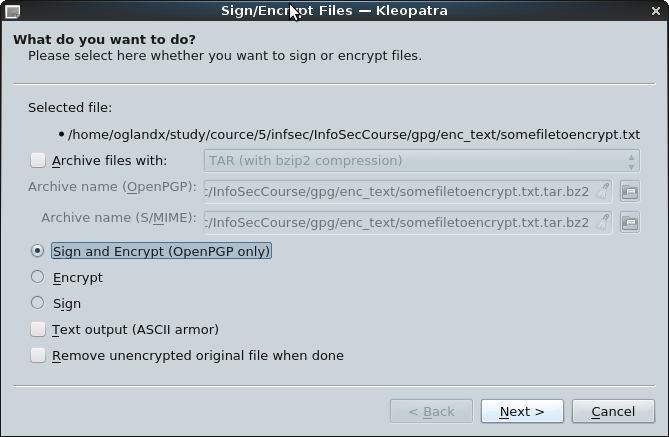 Sign/Encrypt Files — Kleopatra
What do you want to do?
Please select here whether you want to sign or encrypt files.
Selected file:
• /home/oglandx/study/cource/5/infsec/InfoSecCourse/gpg/enc_text/somefiletoencrypt.txt
Archive files with: TAR (with bzip2 compression)
Archive name (OpenPGP): :/InfoSecCourse/gpg/enc_text/somefiletoencrypt.txt.tar.bz2
Archive name (S/MIME): :/InfoSecCourse/gpg/enc_text/somefiletoencrypt.txt.tar.bz2
Sign and Encrypt (OpenPGP only)
Encrypt
Sign
Text output (ASCII armor)
Remove unencrypted original file when done
< Back Next > Cancel